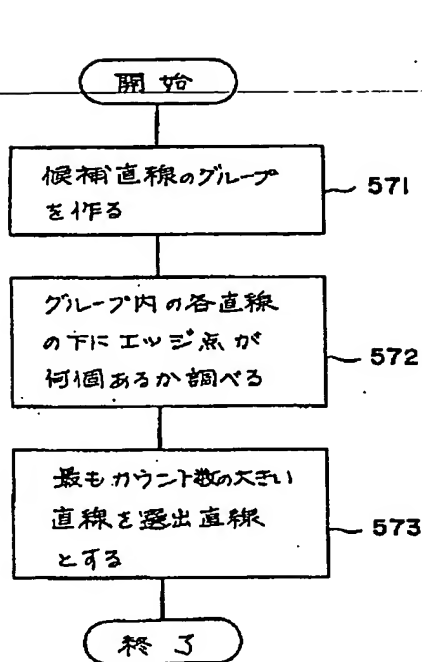 開始
候補直線のグループ
を作る
571
グループ内の各直線
の下にエッジ点が
何個あるか調べる
572
最もカウント数の大きい
直線を選出直線
とする
573
終了